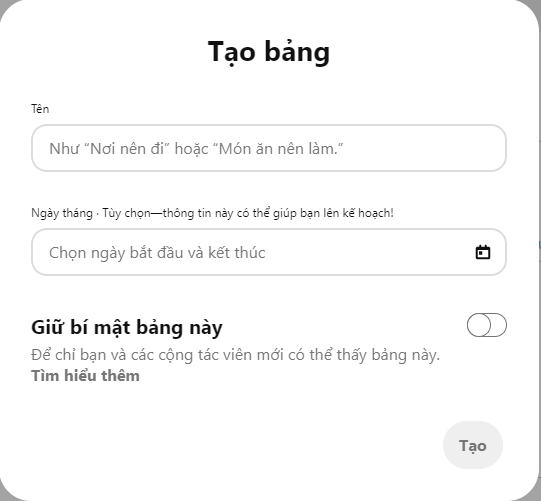 Tạo bảng
Tên
Như “Nơi nên đi” hoặc “Món ăn nên làm.“
Ngày tháng · Tùy chọn—thông tin này có thể giúp bạn lên kế hoạch!
Chọn ngày bắt đầu và kết thúc
Giữ bí mật bảng này
Để chỉ bạn và các cộng tác viên mới có thể thấy bảng này.
Tìm hiểu thêm
Tạo